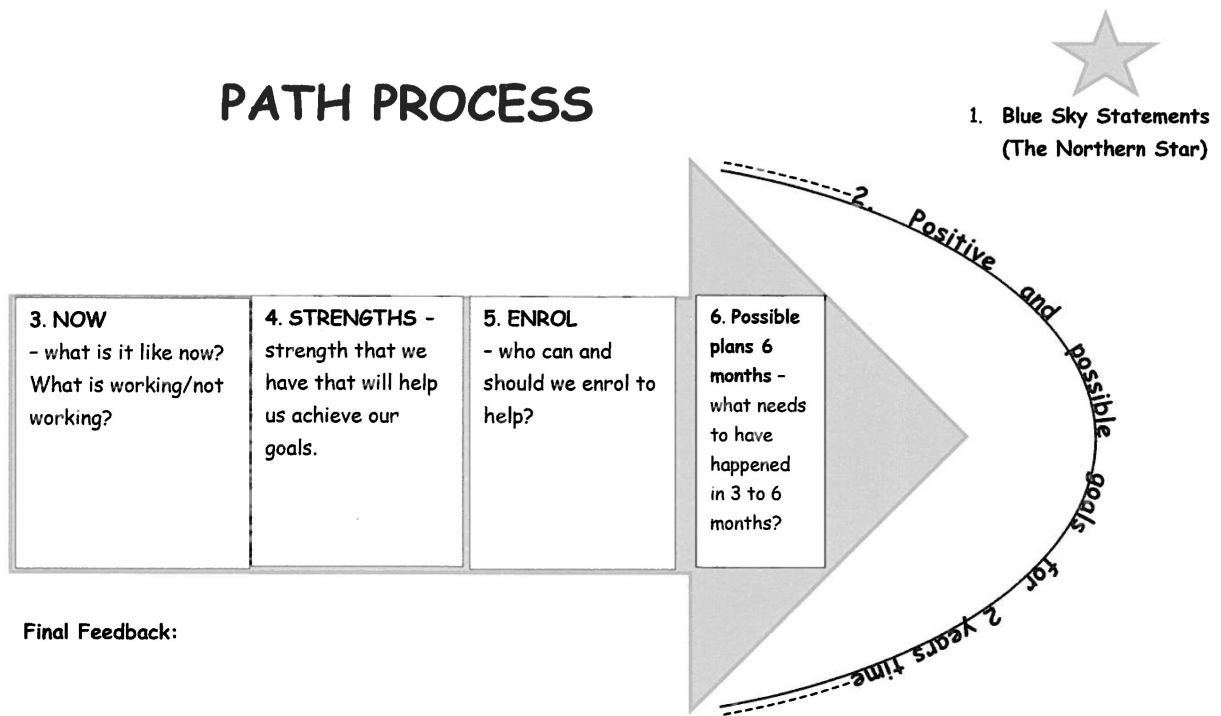 PATH PROCESS
1. Blue Sky Statements
(The Northern Star)
2. Positive and possible goals for 2 years time
3. NOW
– what is it like now?
What is working/not
working?
4. STRENGTHS –
strength that we
have that will help
us achieve our
goals.
5. ENROL
– who can and
should we enrol to
help?
6. Possible
plans 6
months –
what needs
to have
happened
in 3 to 6
months?
Final Feedback: